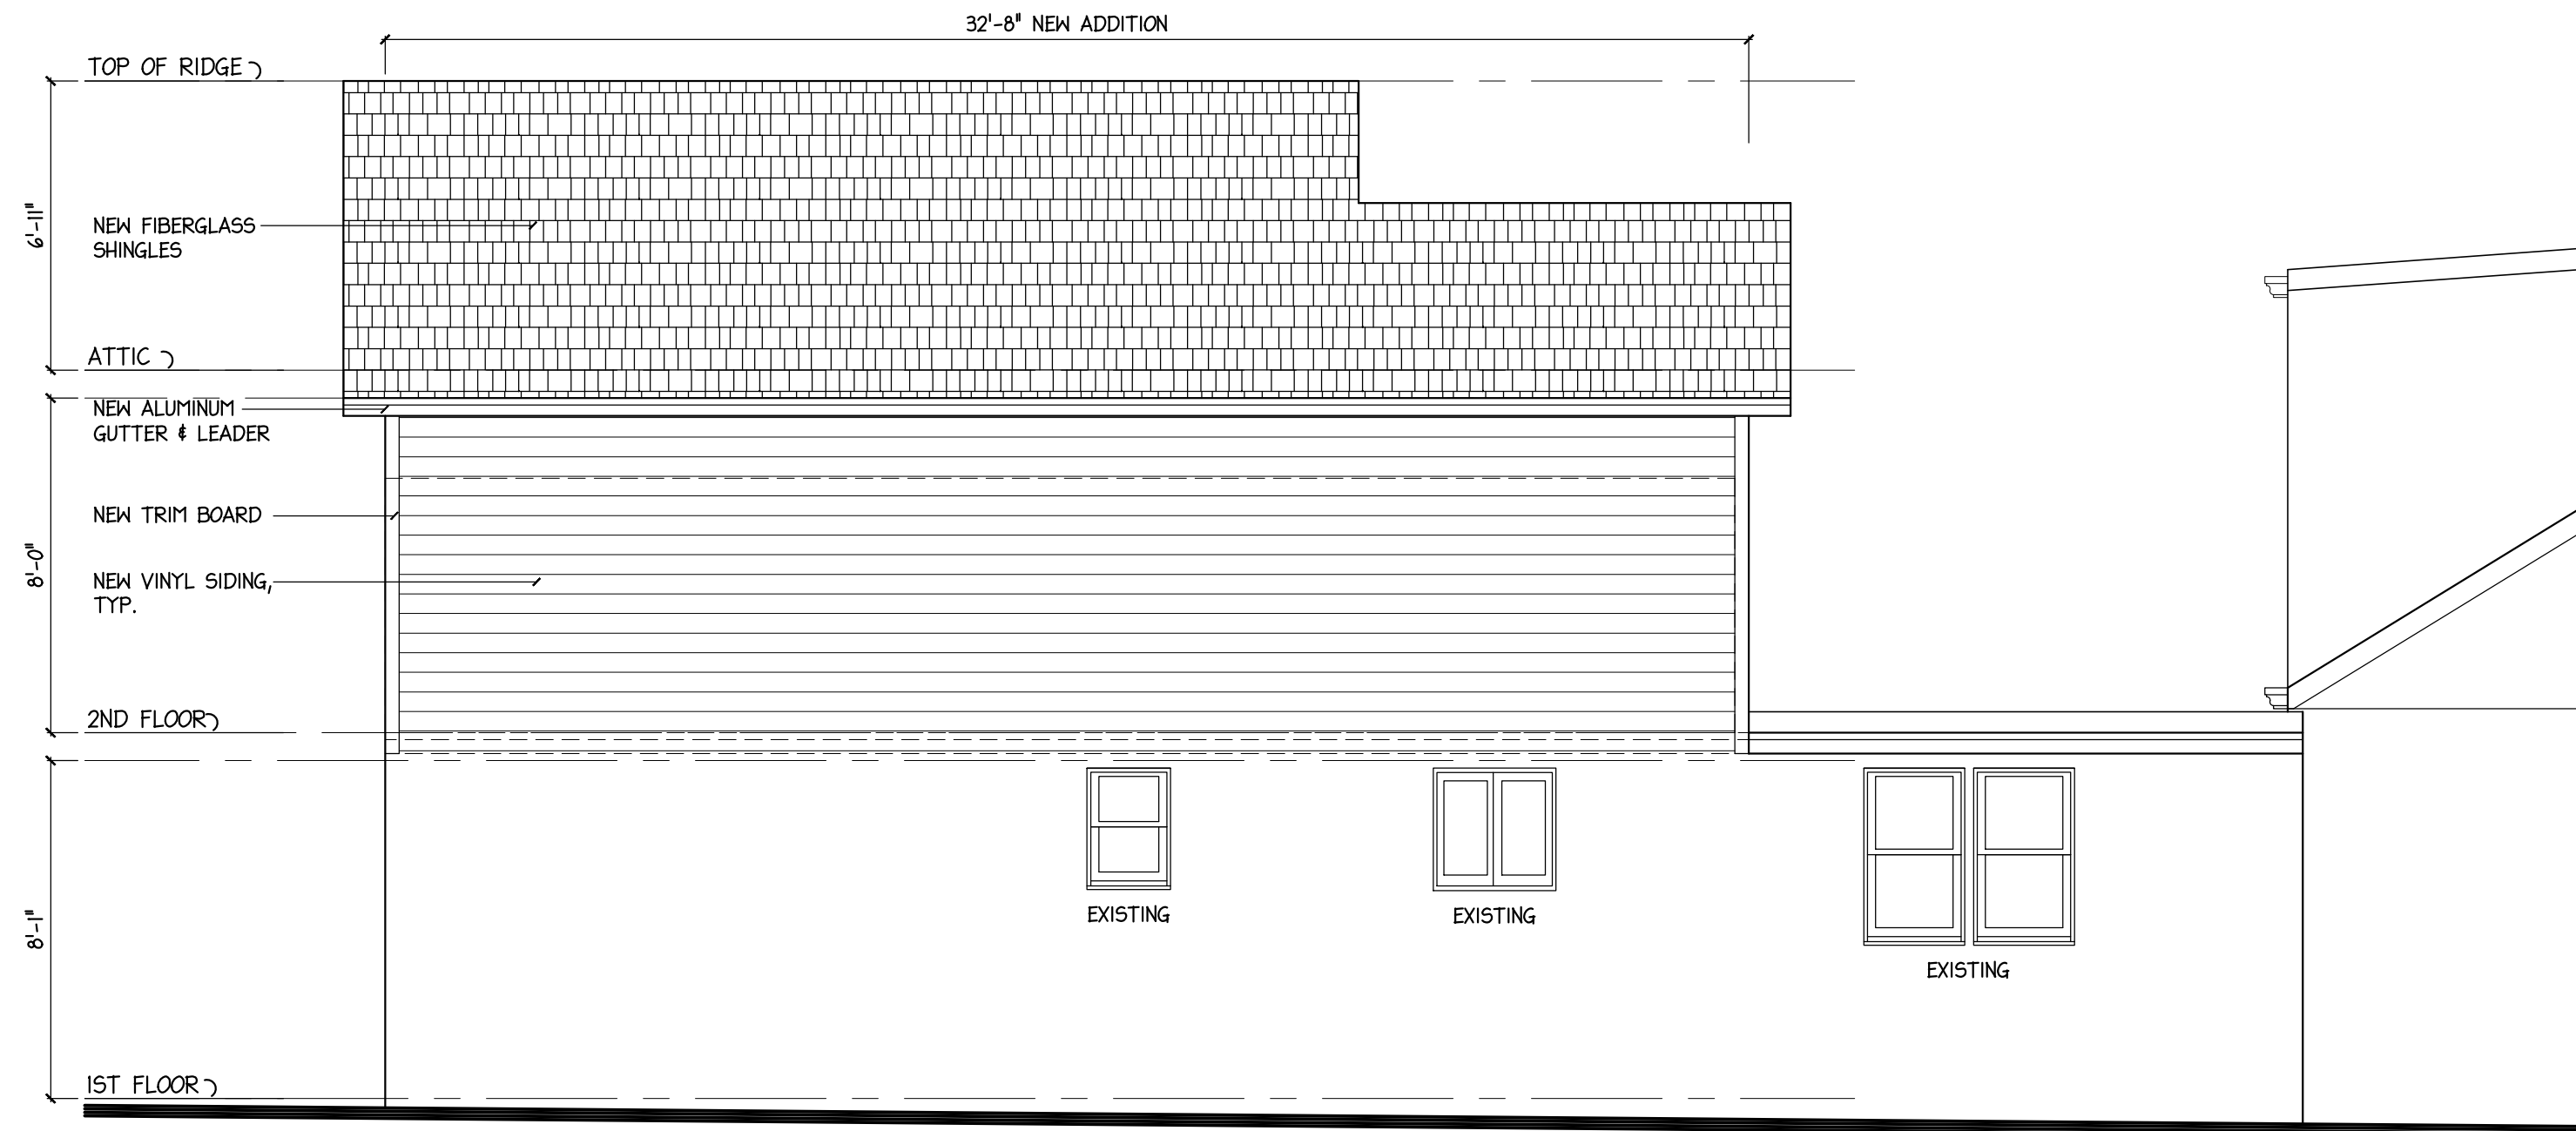 32'-8" NEW ADDITION
TOP OF RIDGE
6'-11"
NEW FIBERGLASS
SHINGLES
ATTIC
NEW ALUMINUM
GUTTER & LEADER
NEW TRIM BOARD
8'-0"
NEW VINYL SIDING,
TYP.
2ND FLOOR
8'-1"
EXISTING
EXISTING
EXISTING
1ST FLOOR